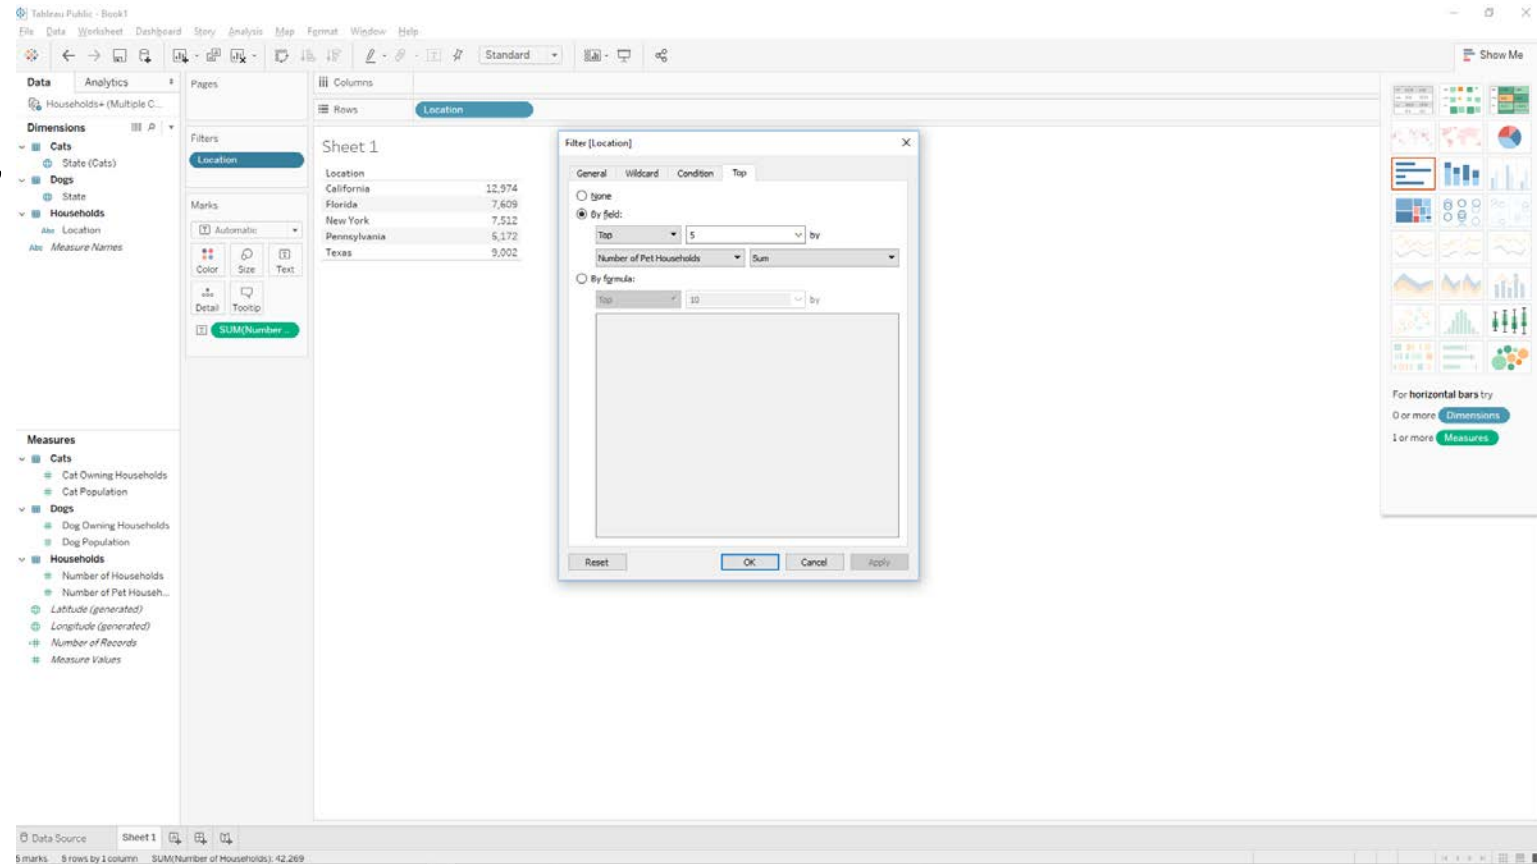 Tableau Public - Book1
File Data Worksheet Dashboard Story Analysis Map Format Window Help
Standard
Show Me
Data Analytics
Households+ (Multiple C...
Dimensions
Cats
State (Cats)
Dogs
State
Households
Abc Location
Abc Measure Names
Measures
Cats
Cat Owning Households
Cat Population
Dogs
Dog Owning Households
Dog Population
Households
Number of Households
Number of Pet Househ...
Latitude (generated)
Longitude (generated)
Number of Records
Measure Values
Pages
Filters
Location
Marks
Automatic
Color Size Text
Detail Tooltip
SUM(Number ...
Columns
Rows Location
Sheet 1
Location
California 12,974
Florida 7,609
New York 7,512
Pennsylvania 5,172
Texas 9,002
Filter [Location]
General Wildcard Condition Top
None
By field:
Top 5 by
Number of Pet Households Sum
By formula:
Top 10 by
Reset OK Cancel Apply
For horizontal bars try
0 or more Dimensions
1 or more Measures
Data Source Sheet 1
5 marks 5 rows by 1 column SUM(Number of Households): 42,269